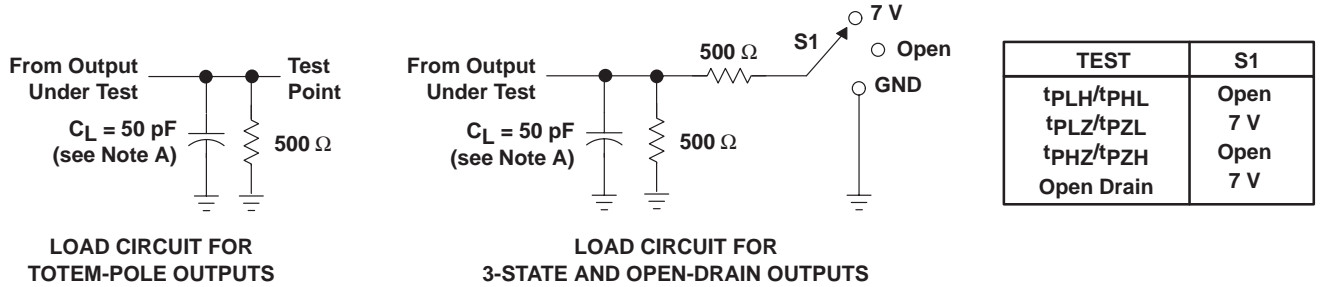 From Output
Under Test
Test
Point
CL = 50 pF
(see Note A)
500 Ω
LOAD CIRCUIT FOR
TOTEM-POLE OUTPUTS
From Output
Under Test
CL = 50 pF
(see Note A)
500 Ω
500 Ω
S1
7 V
Open
GND
LOAD CIRCUIT FOR
3-STATE AND OPEN-DRAIN OUTPUTS
TEST S1
tPLH/tPHL Open
tPLZ/tPZL 7 V
tPHZ/tPZH Open
Open Drain 7 V